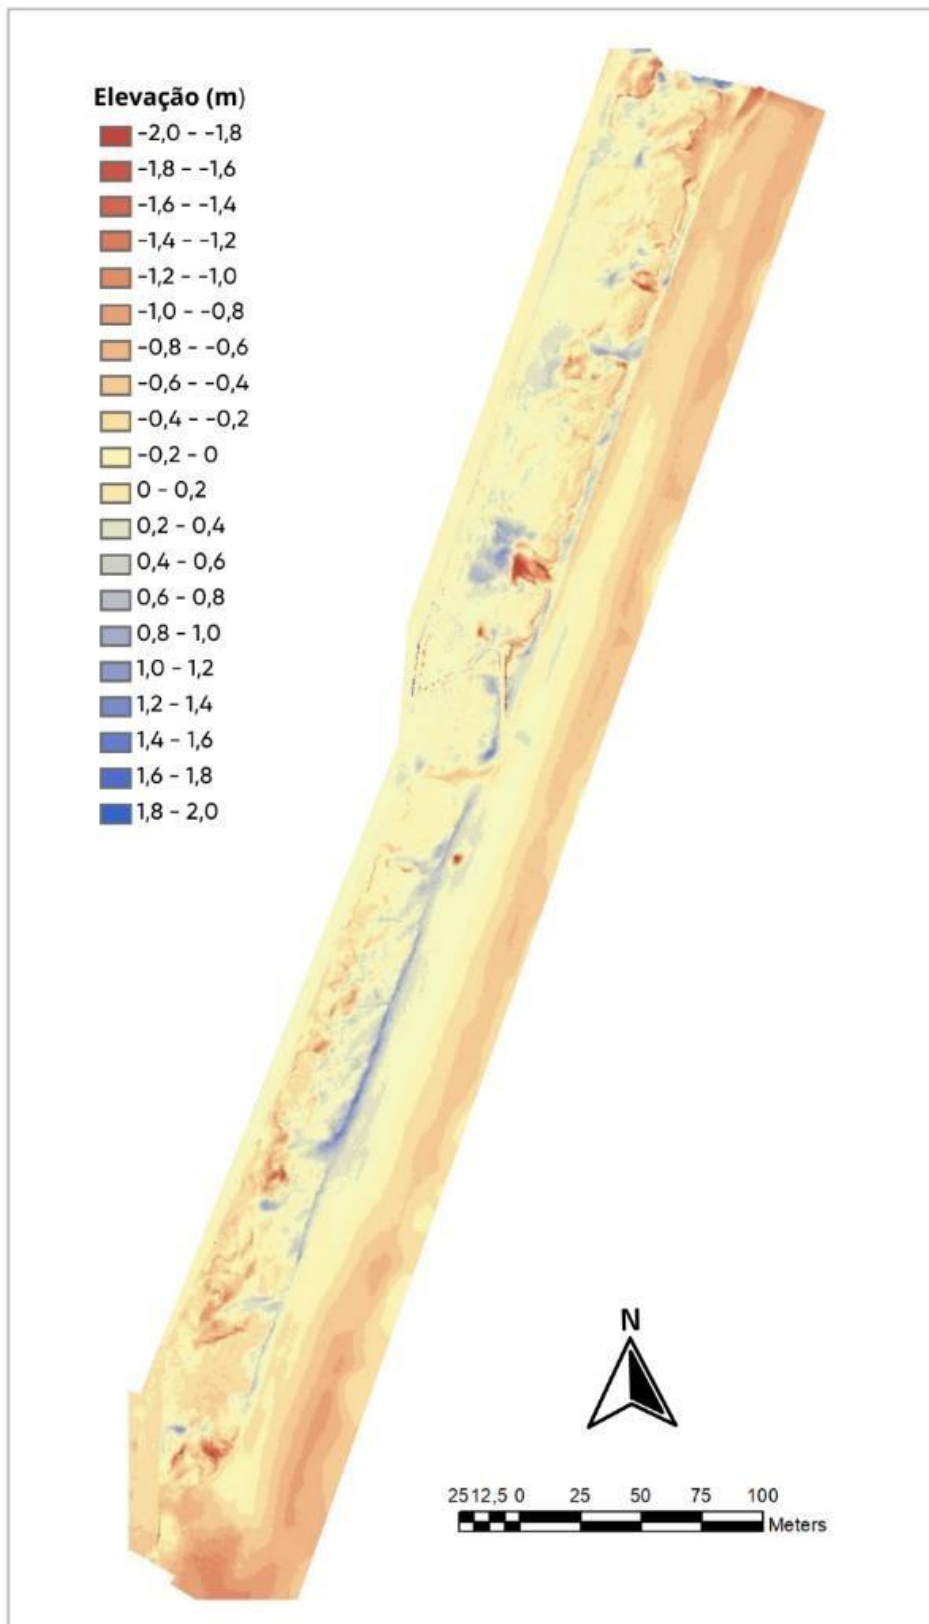 Elevação (m)
-2,0 - -1,8
-1,8 - -1,6
-1,6 - -1,4
-1,4 - -1,2
-1,2 - -1,0
-1,0 - -0,8
-0,8 - -0,6
-0,6 - -0,4
-0,4 - -0,2
-0,2 - 0
0 - 0,2
0,2 - 0,4
0,4 - 0,6
0,6 - 0,8
0,8 - 1,0
1,0 - 1,2
1,2 - 1,4
1,4 - 1,6
1,6 - 1,8
1,8 - 2,0
N
25 12,5 0 25 50 75 100
Meters